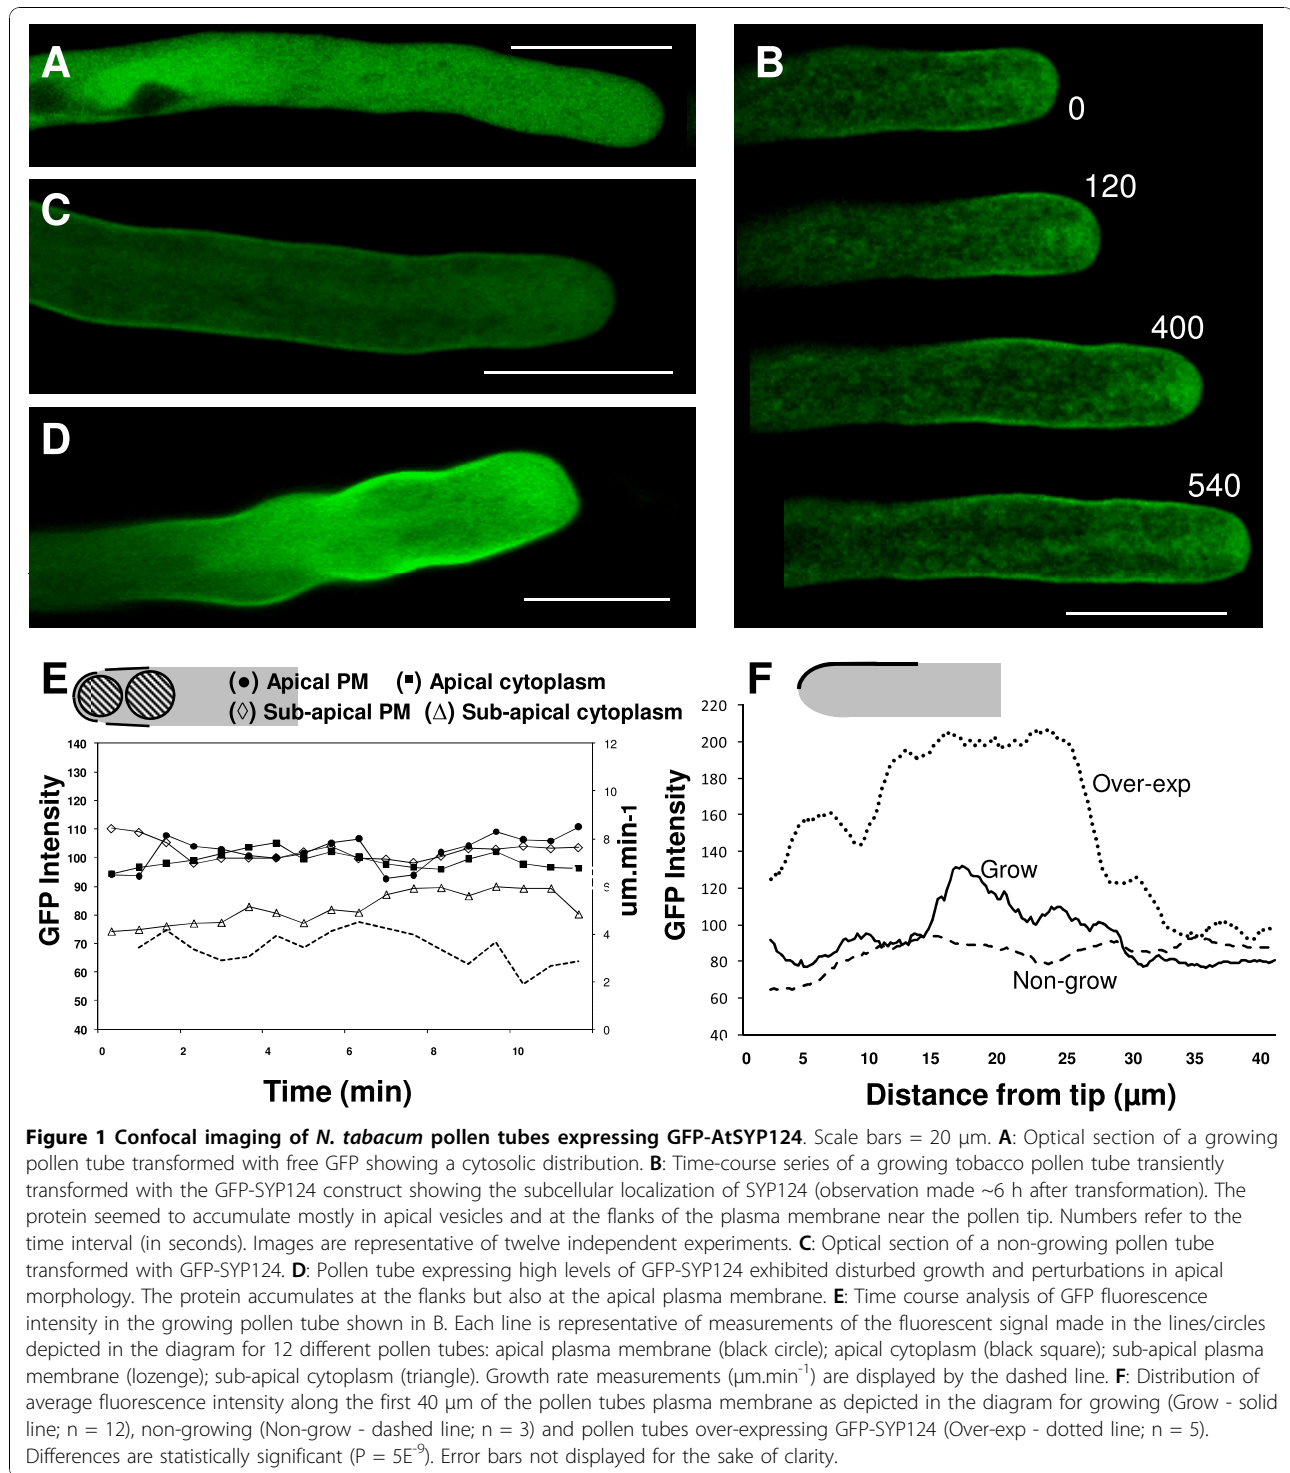 A
B
0
120
C
400
D
540
E
(●) Apical PM (■) Apical cytoplasm
(◊) Sub-apical PM (Δ) Sub-apical cytoplasm
140
130
120
110
100
90
80
70
60
50
40
GFP Intensity
12
10
8
6
4
2
0
um.min-1
0 2 4 6 8 10
Time (min)
F
220
200
180
160
140
120
100
80
60
40
GFP Intensity
Over-exp
Grow
Non-grow
0 5 10 15 20 25 30 35 40
Distance from tip (μm)
Figure 1 Confocal imaging of N. tabacum pollen tubes expressing GFP-AtSYP124. Scale bars = 20 μm. A: Optical section of a growing
pollen tube transformed with free GFP showing a cytosolic distribution. B: Time-course series of a growing tobacco pollen tube transiently
transformed with the GFP-SYP124 construct showing the subcellular localization of SYP124 (observation made ~6 h after transformation). The
protein seemed to accumulate mostly in apical vesicles and at the flanks of the plasma membrane near the pollen tip. Numbers refer to the
time interval (in seconds). Images are representative of twelve independent experiments. C: Optical section of a non-growing pollen tube
transformed with GFP-SYP124. D: Pollen tube expressing high levels of GFP-SYP124 exhibited disturbed growth and perturbations in apical
morphology. The protein accumulates at the flanks but also at the apical plasma membrane. E: Time course analysis of GFP fluorescence
intensity in the growing pollen tube shown in B. Each line is representative of measurements of the fluorescent signal made in the lines/circles
depicted in the diagram for 12 different pollen tubes: apical plasma membrane (black circle); apical cytoplasm (black square); sub-apical plasma
membrane (lozenge); sub-apical cytoplasm (triangle). Growth rate measurements (μm.min-1) are displayed by the dashed line. F: Distribution of
average fluorescence intensity along the first 40 μm of the pollen tubes plasma membrane as depicted in the diagram for growing (Grow - solid
line; n = 12), non-growing (Non-grow - dashed line; n = 3) and pollen tubes over-expressing GFP-SYP124 (Over-exp - dotted line; n = 5).
Differences are statistically significant (P = 5E-9). Error bars not displayed for the sake of clarity.